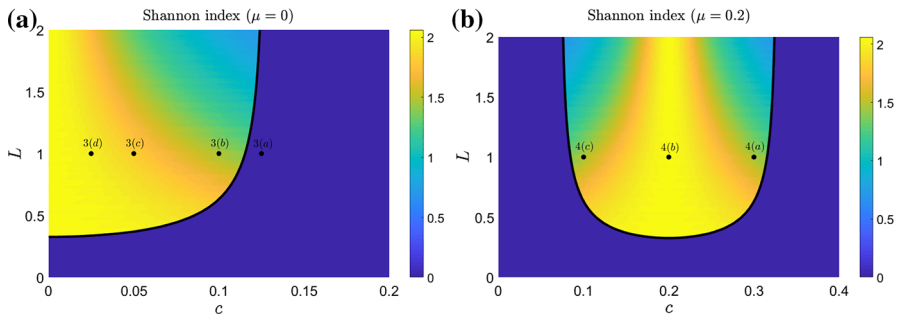 (a)
Shannon index (μ = 0)
2
1.5
1
0.5
0
L
3(d)
3(c)
3(b)
3(a)
0
0.05
0.1
0.15
0.2
c
2
1.5
1
0.5
0
(b)
Shannon index (μ = 0.2)
2
1.5
1
0.5
0
L
4(c)
4(b)
4(a)
0
0.1
0.2
0.3
0.4
c
2
1.5
1
0.5
0